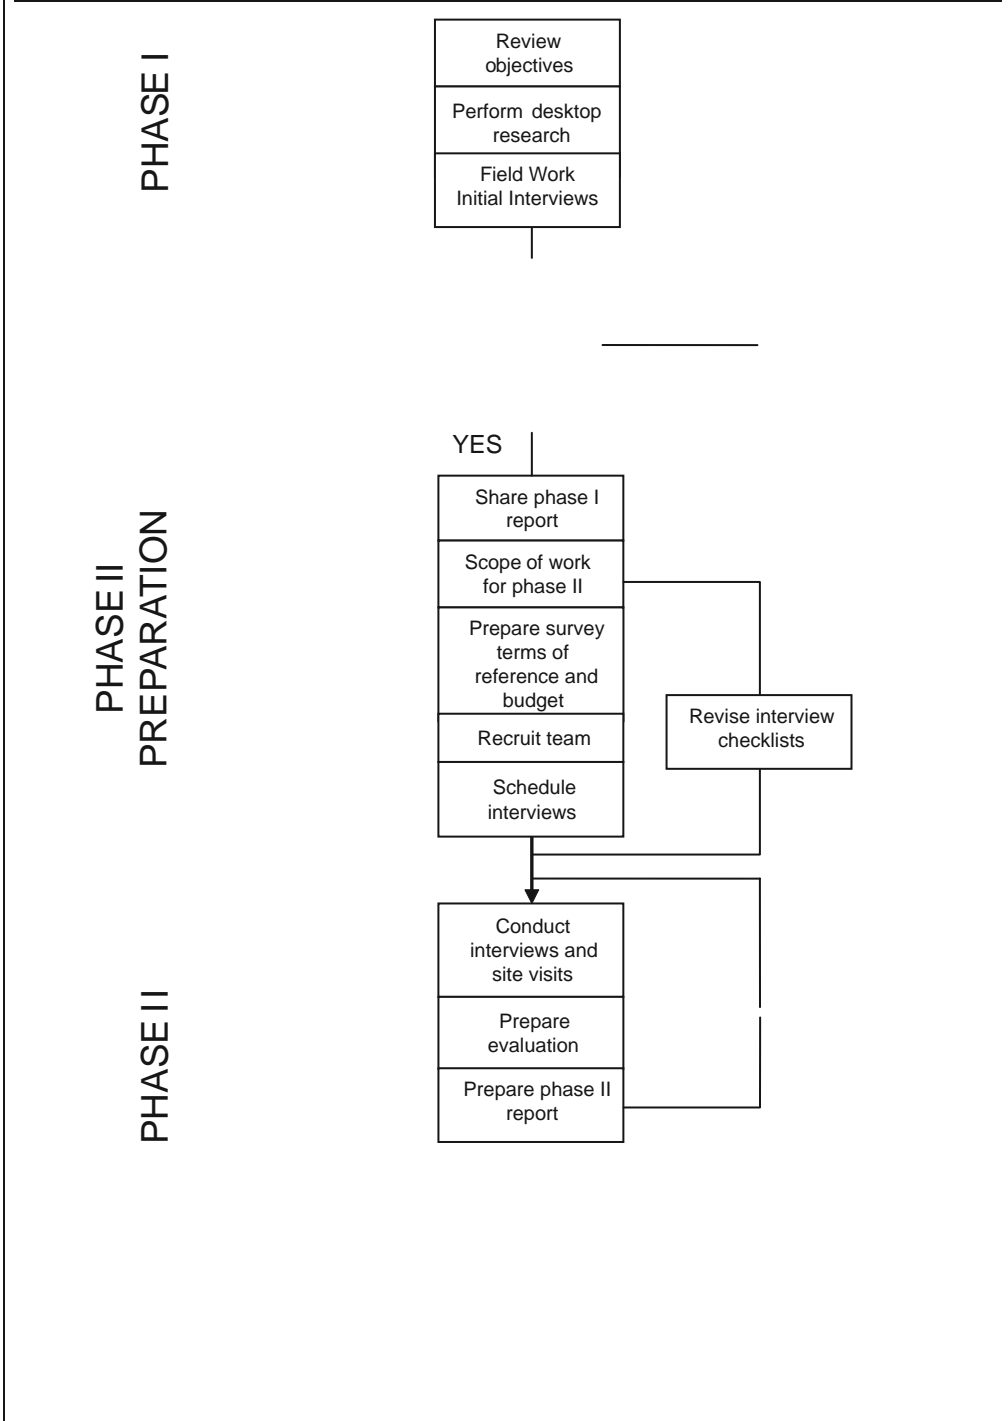 PHASE I
Review
objectives
Perform desktop
research
Field Work
Initial Interviews
YES
PHASE II
PREPARATION
Share phase I
report
Scope of work
for phase II
Prepare survey
terms of
reference and
budget
Recruit team
Schedule
interviews
Revise interview
checklists
PHASE II
Conduct
interviews and
site visits
Prepare
evaluation
Prepare phase II
report